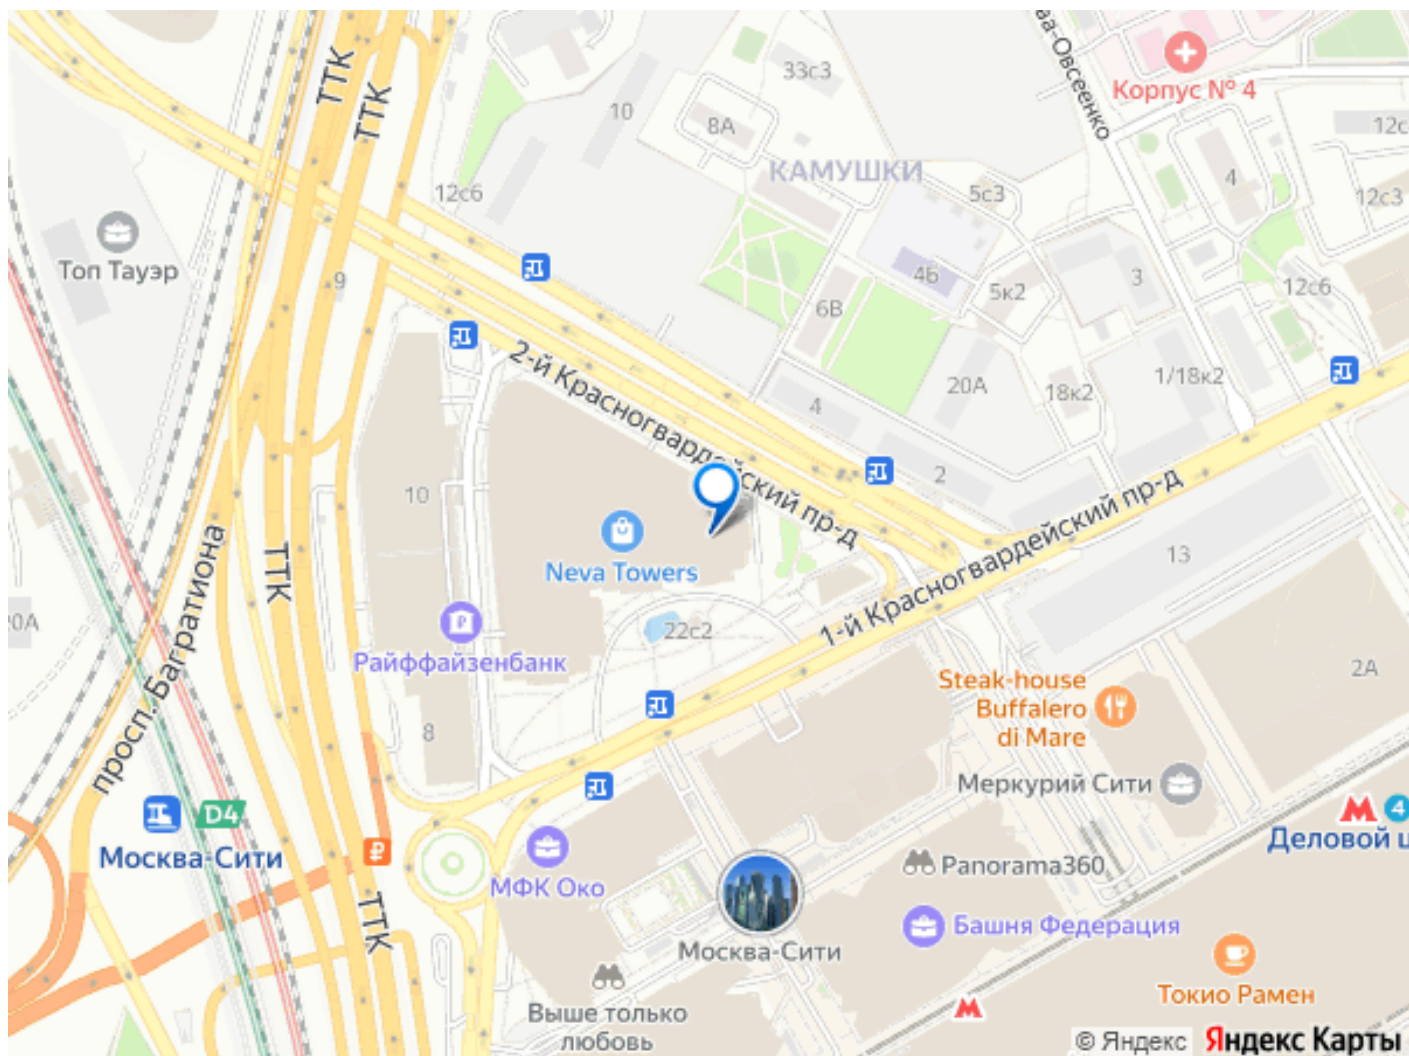 ТТК
ТТК
33с3
10
8А
Корпус № 4
12с
КАМУШКИ
4
12с6
5с3
12с3
Топ Тауэр
9
4Б
3
12с6
5к2
6В
2-й Красногвардейский пр-д
1/18к2
20А
18к2
4
2
10
1-й Красногвардейский пр-д
Neva Towers
13
ТТК
просп. Багратиона
22с2
Райффайзенбанк
2А
Steak-house
Buffalero
di Mare
8
Меркурий Сити
D4
4
Москва-Сити
Деловой ц
МФК Око
Panorama360
ТТК
Башня Федерация
Москва-Сити
Токио Рамен
Выше только
любовь
© Яндекс Яндекс Карты